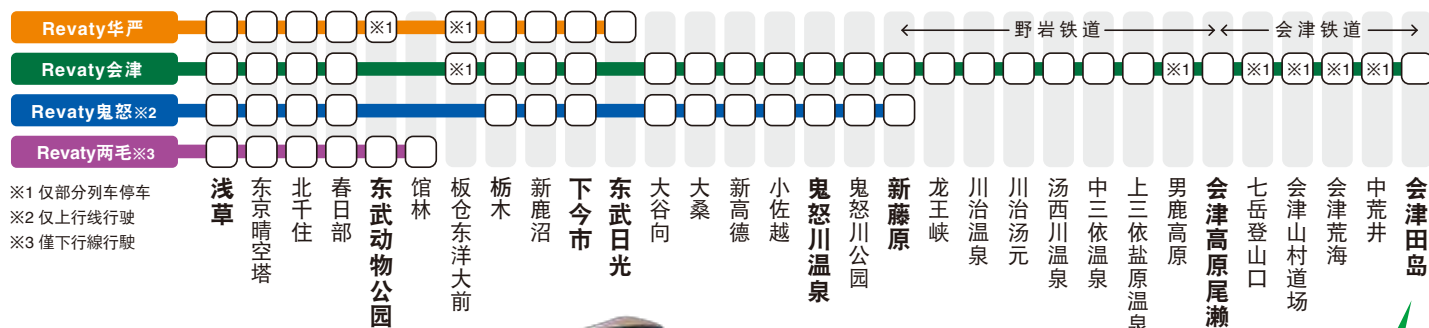 Revaty华严
※1
※1
野岩铁道
会津铁道
Revaty会津
※1
※1
※1
※1
※1
※1
Revaty鬼怒※2
Revaty两毛※3
※1 仅部分列车停车
※2 仅上行线行驶
※3 僅下行線行駛
浅草
东京晴空塔
北千住
春日部
东武动物公园
馆林
板仓东洋大前
栃木
新鹿沼
下今市
东武日光
大谷向
大桑
新高德
小佐越
鬼怒川温泉
鬼怒川公园
新藤原
龙王峡
川治温泉
川治汤元
汤西川温泉
中三依温泉
上三依盐原温泉
男鹿高原
会津高原尾濑
七岳登山口
会津山村道场
会津荒海
中荒井
会津田岛